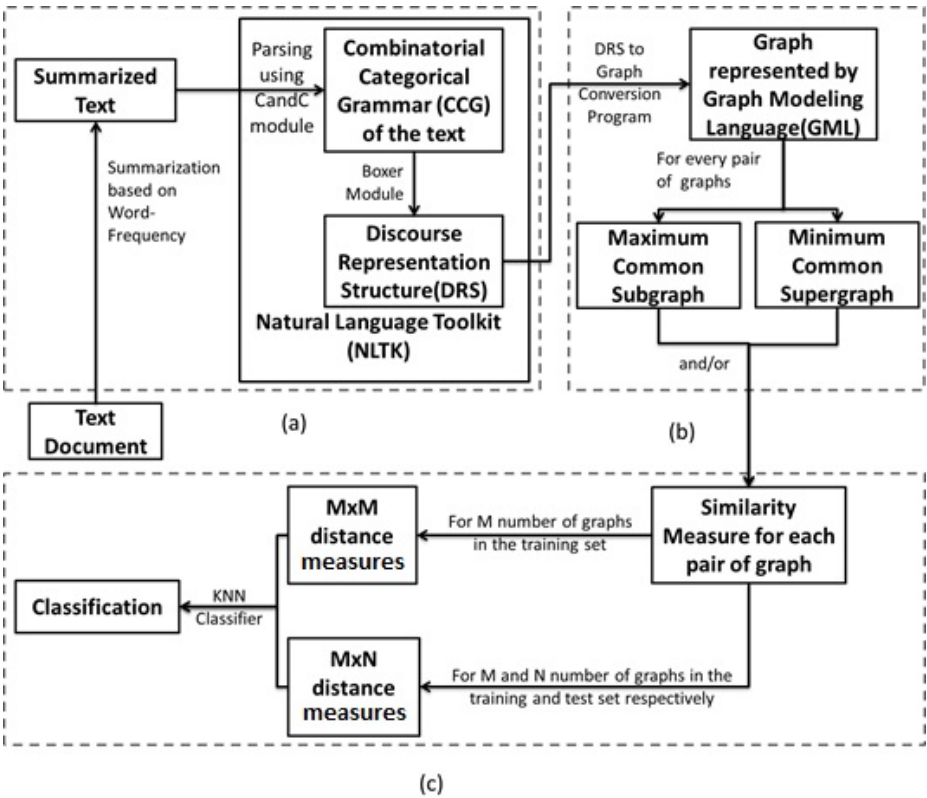 Summarized
Text
Parsing
using
CandC
module
Combinatorial
Categorical
Grammar (CCG)
of the text
Boxer
Module
Discourse
Representation
Structure(DRS)
Natural Language Toolkit
(NLTK)
Summarization
based on
Word-
Frequency
Text
Document
(a)
DRS to
Graph
Conversion
Program
Graph
represented by
Graph Modeling
Language(GML)
For every pair
of graphs
Maximum
Common
Subgraph
Minimum
Common
Supergraph
and/or
(b)
Similarity
Measure for each
pair of graph
For M number of graphs
in the training set
MxM
distance
measures
For M and N number of graphs in the
training and test set respectively
MxN
distance
measures
KNN
Classifier
Classification
(c)